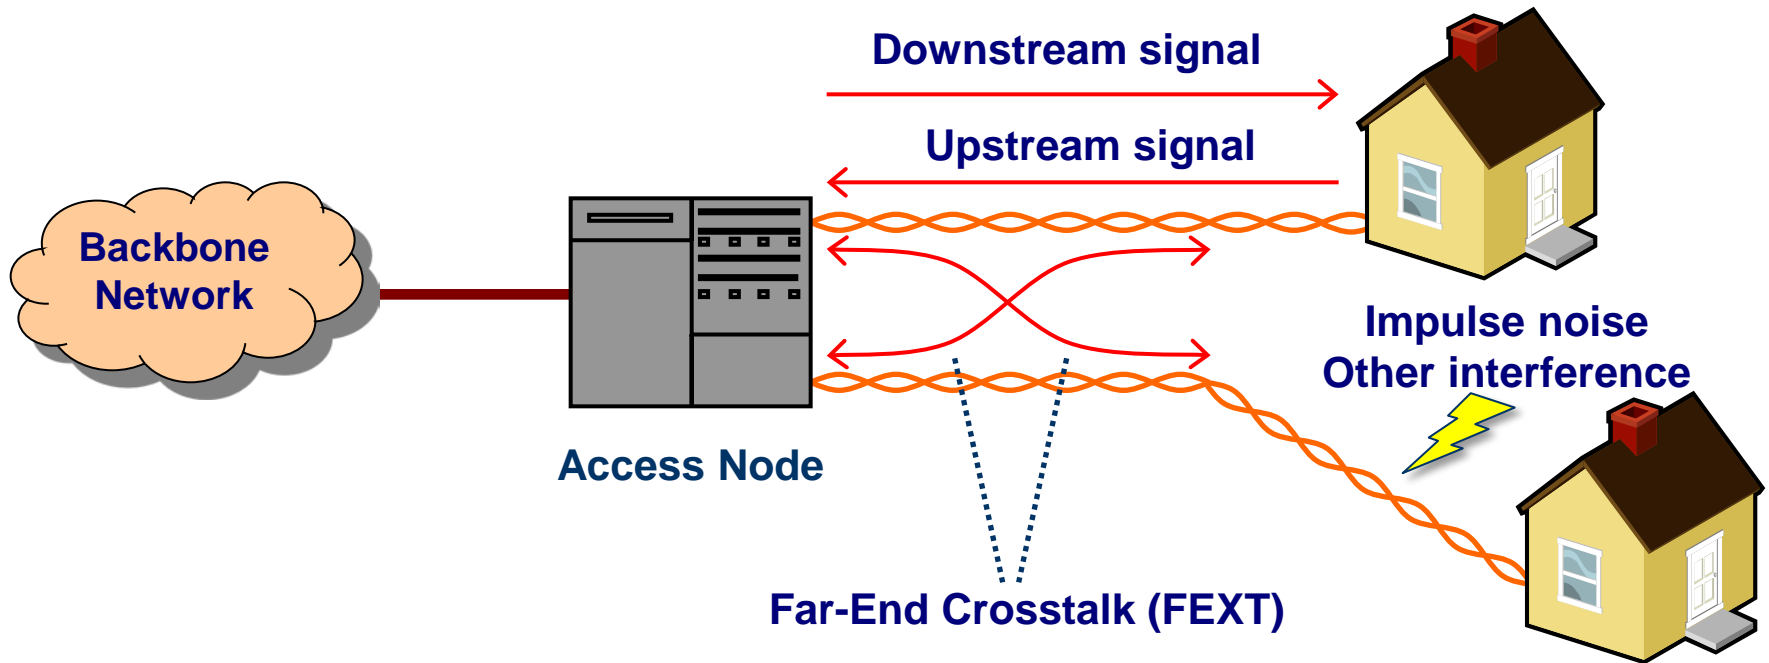 Downstream signal
Upstream signal
Backbone
Network
Impulse noise
Other interference
Access Node
Far-End Crosstalk (FEXT)